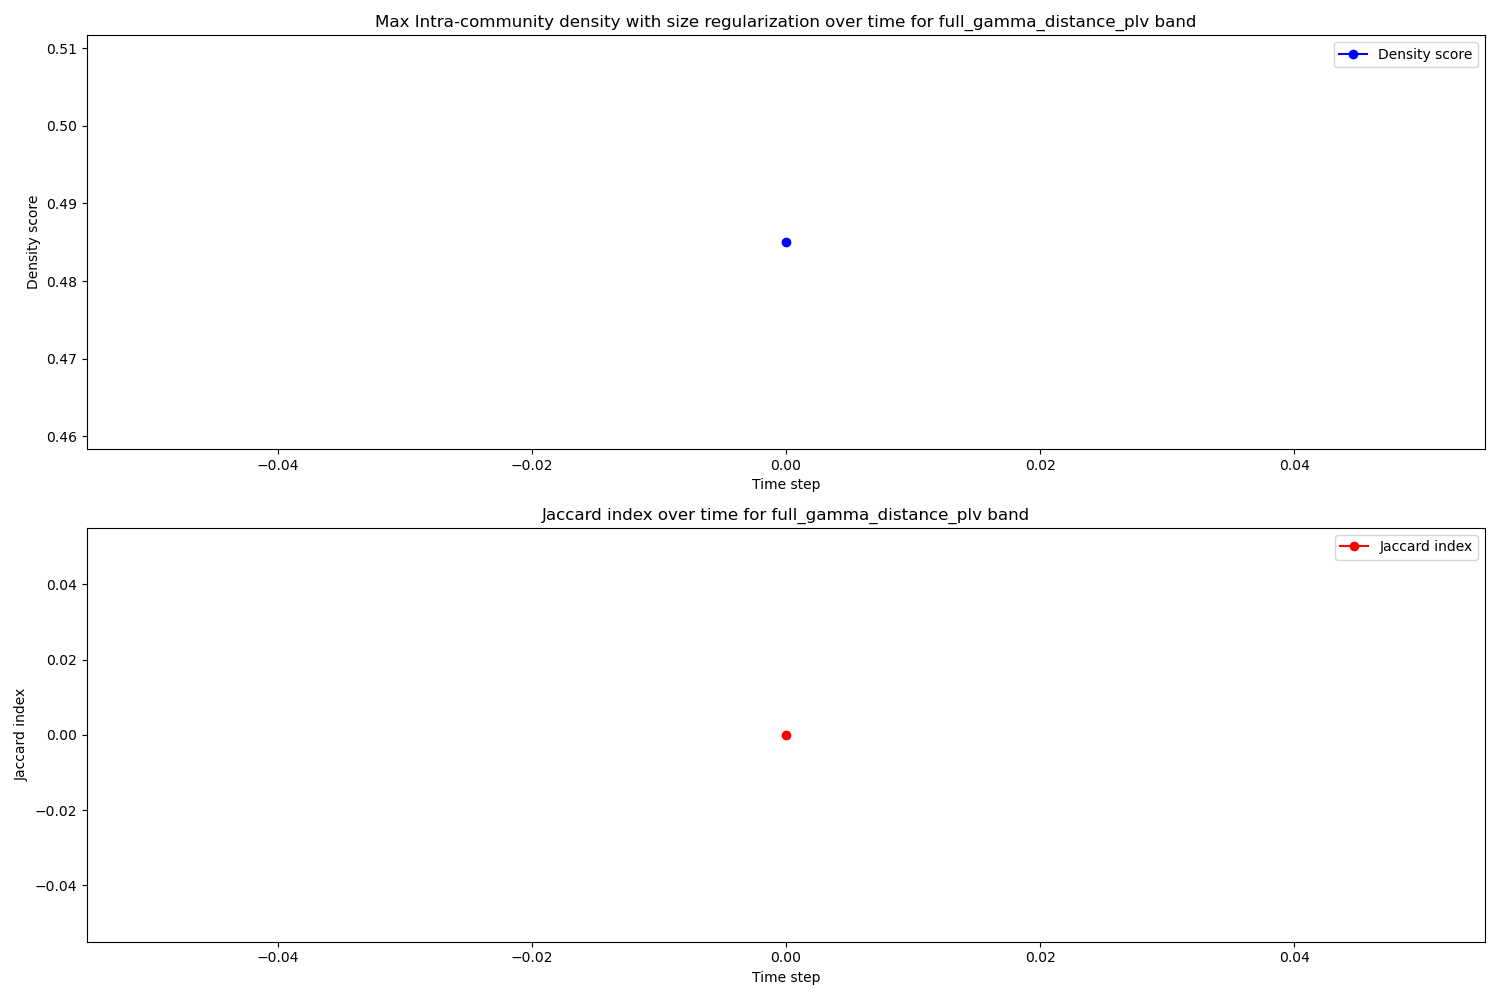 Max Intra-community density with size regularization over time for full_gamma_distance_plv band
Density score
0.51
0.50
0.49
0.48
0.47
0.46
Density score
−0.04
−0.02
0.00
0.02
0.04
Time step
Jaccard index over time for full_gamma_distance_plv band
Jaccard index
0.04
0.02
0.00
−0.02
−0.04
Jaccard index
−0.04
−0.02
0.00
0.02
0.04
Time step